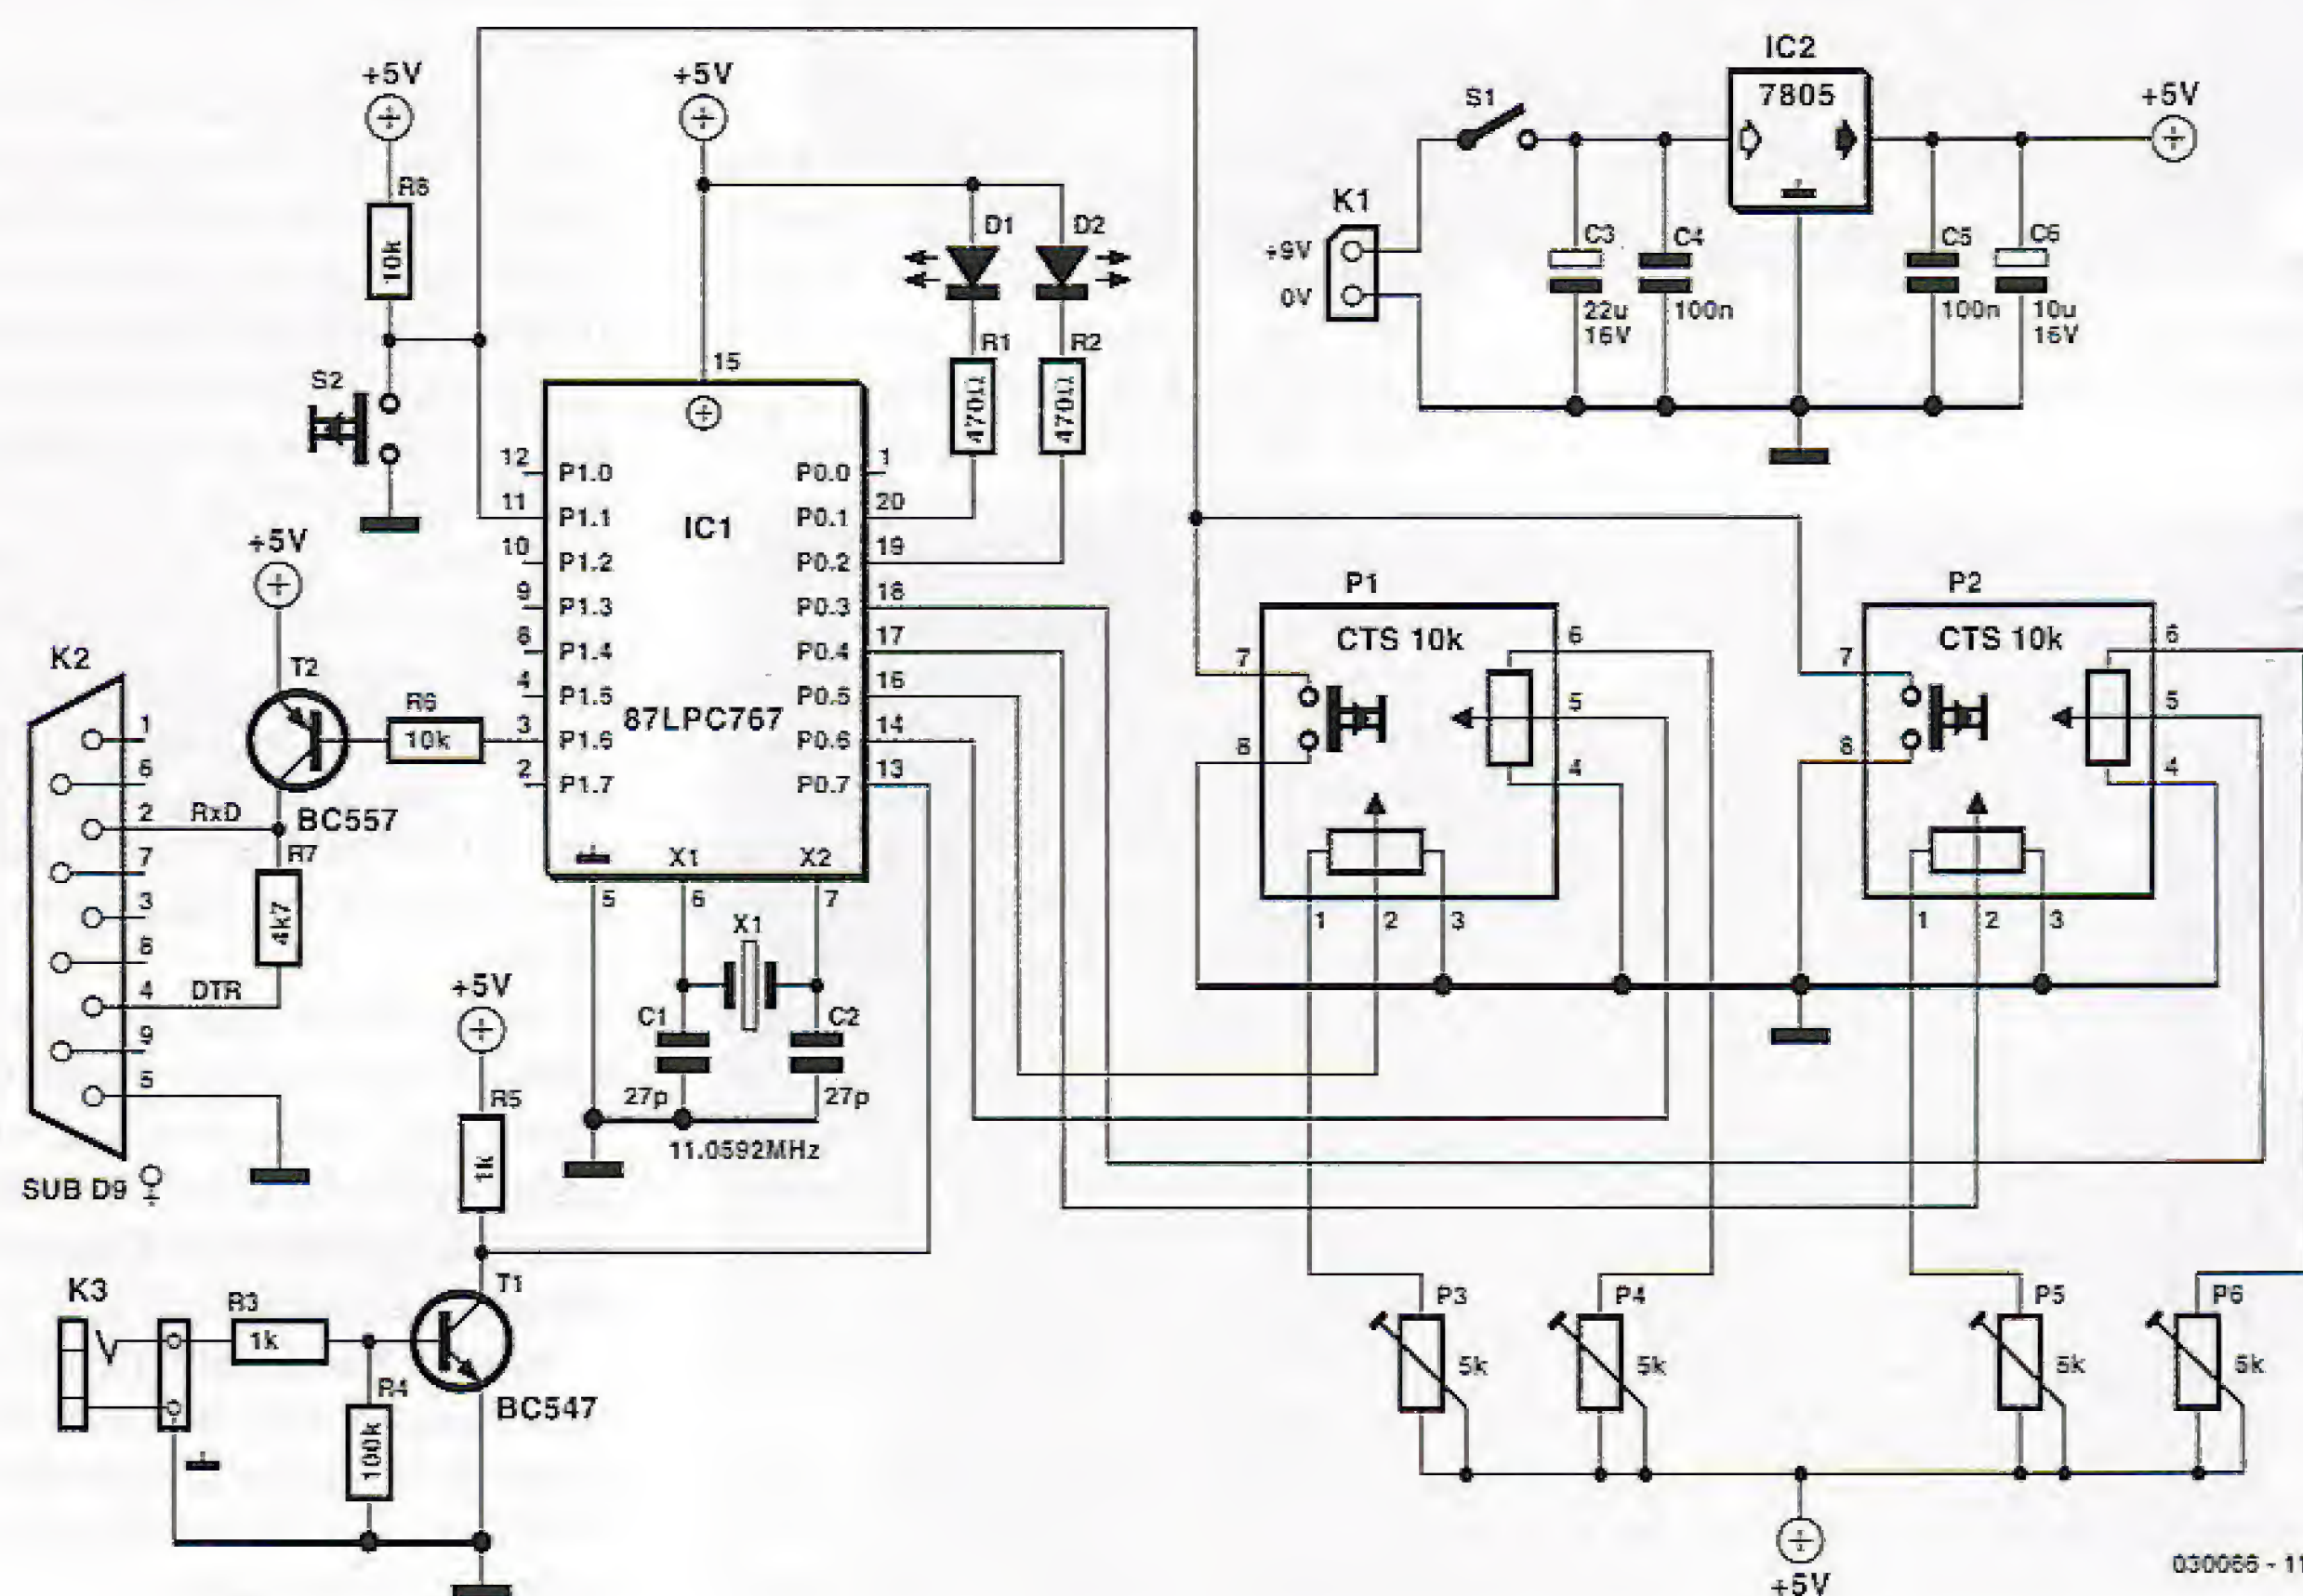 +5V
R8
10k
S2
+5V
D1
D2
R1
470Ω
R2
470Ω
15
IC1
87LPC767
12 P1.0
11 P1.1
10 P1.2
9 P1.3
8 P1.4
4 P1.5
3 P1.6
2 P1.7
P0.0 1
P0.1 20
P0.2 19
P0.3 18
P0.4 17
P0.5 16
P0.6 14
P0.7 13
X1
X2
5
6
7
X1
C1
27p
C2
27p
11.0592MHz
+5V
T2
BC557
R6
10k
K2
1
6
2 RxD
7
3
8
4 DTR
9
5
SUB D9
R7
4k7
+5V
R5
1k
T1
BC547
K3
R3
1k
R4
100k
IC2
7805
S1
K1
+9V
0V
C3
22u
16V
C4
100n
C5
100n
C6
10u
16V
+5V
P1
CTS 10k
7
8
6
5
4
1
2
3
P2
CTS 10k
7
8
6
5
4
1
2
3
P3
5k
P4
5k
P5
5k
P6
5k
+5V
030066 - 11